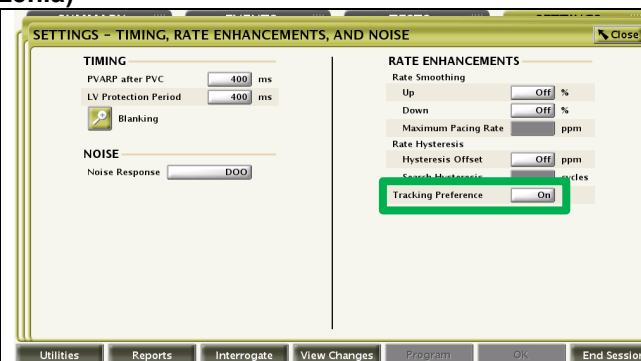 SETTINGS - TIMING, RATE ENHANCEMENTS, AND NOISE
Close
TIMING
PVARP after PVC 400 ms
LV Protection Period 400 ms
Blanking
NOISE
Noise Response DOO
RATE ENHANCEMENTS
Rate Smoothing
Up Off %
Down Off %
Maximum Pacing Rate ppm
Rate Hysteresis
Hysteresis Offset Off ppm
Search Hysteresis cycles
Tracking Preference On
Utilities Reports Interrogate View Changes Program OK End Session